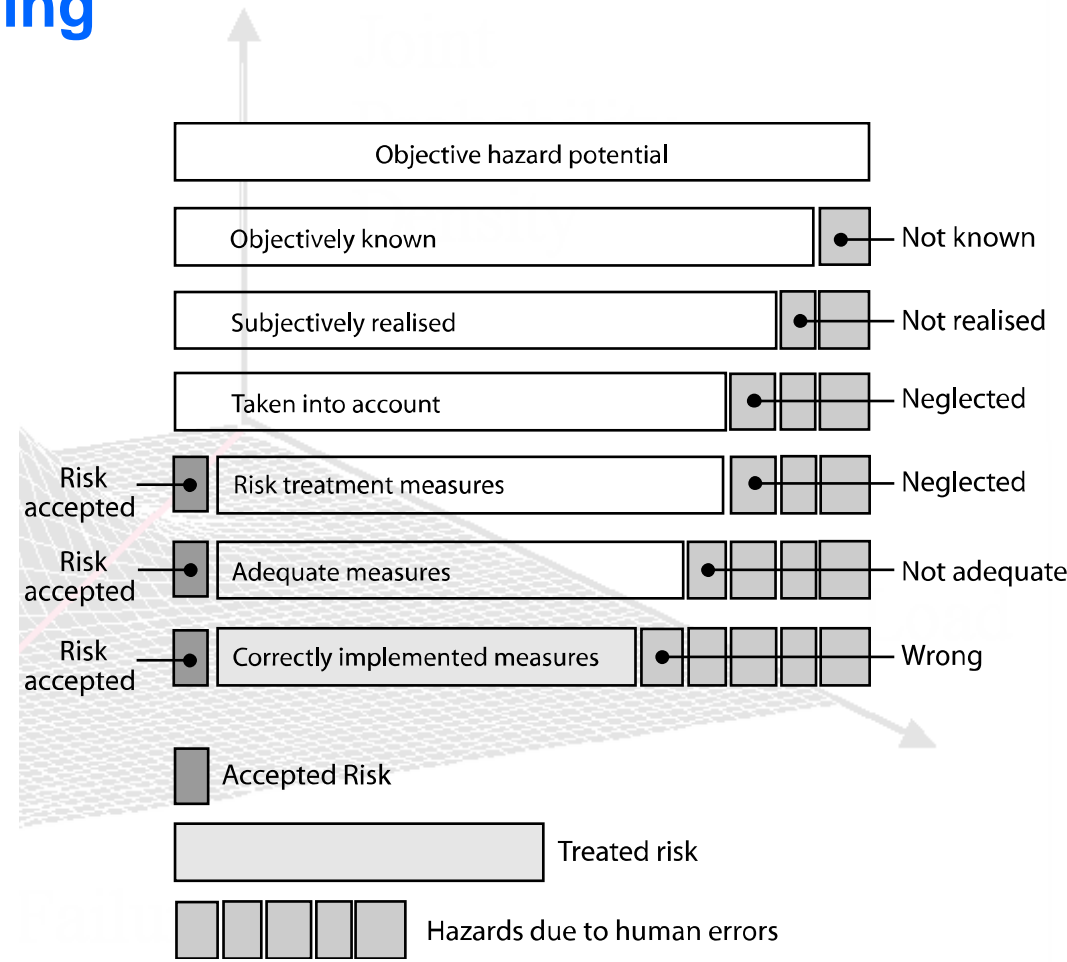 ing
Objective hazard potential
Objectively known
Not known
Subjectively realised
Not realised
Taken into account
Neglected
Risk
accepted
Risk treatment measures
Neglected
Risk
accepted
Adequate measures
Not adequate
Risk
accepted
Correctly implemented measures
Wrong
Accepted Risk
Treated risk
Hazards due to human errors